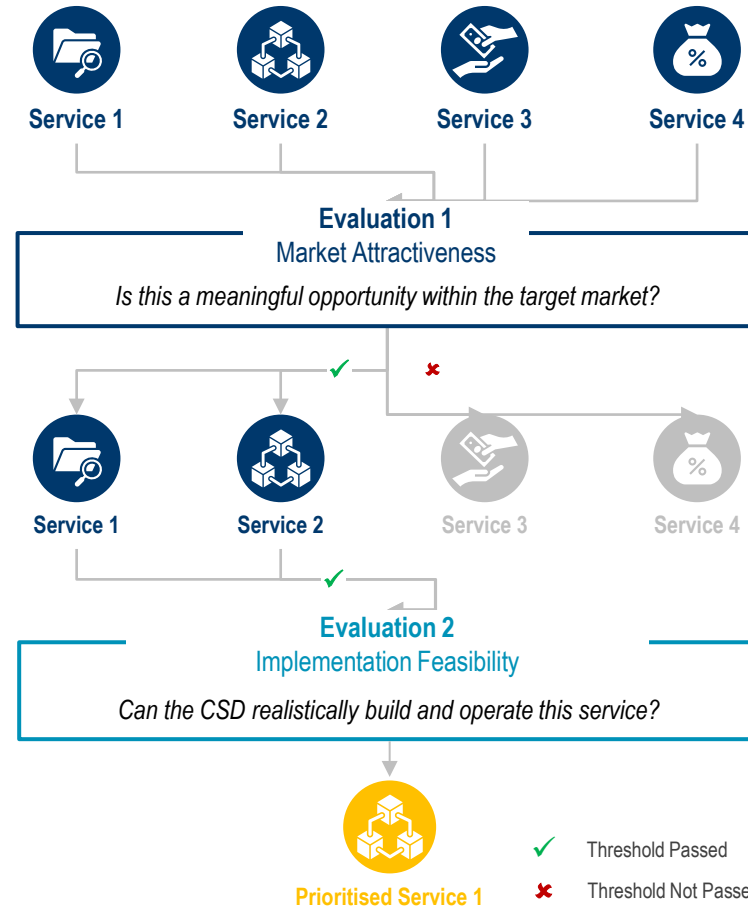 Service 1
Service 2
Service 3
Service 4
%
Evaluation 1
Market Attractiveness
Is this a meaningful opportunity within the target market?
Service 1
Service 2
Service 3
Service 4
%
Evaluation 2
Implementation Feasibility
Can the CSD realistically build and operate this service?
Prioritised Service 1
Threshold Passed
Threshold Not Passe